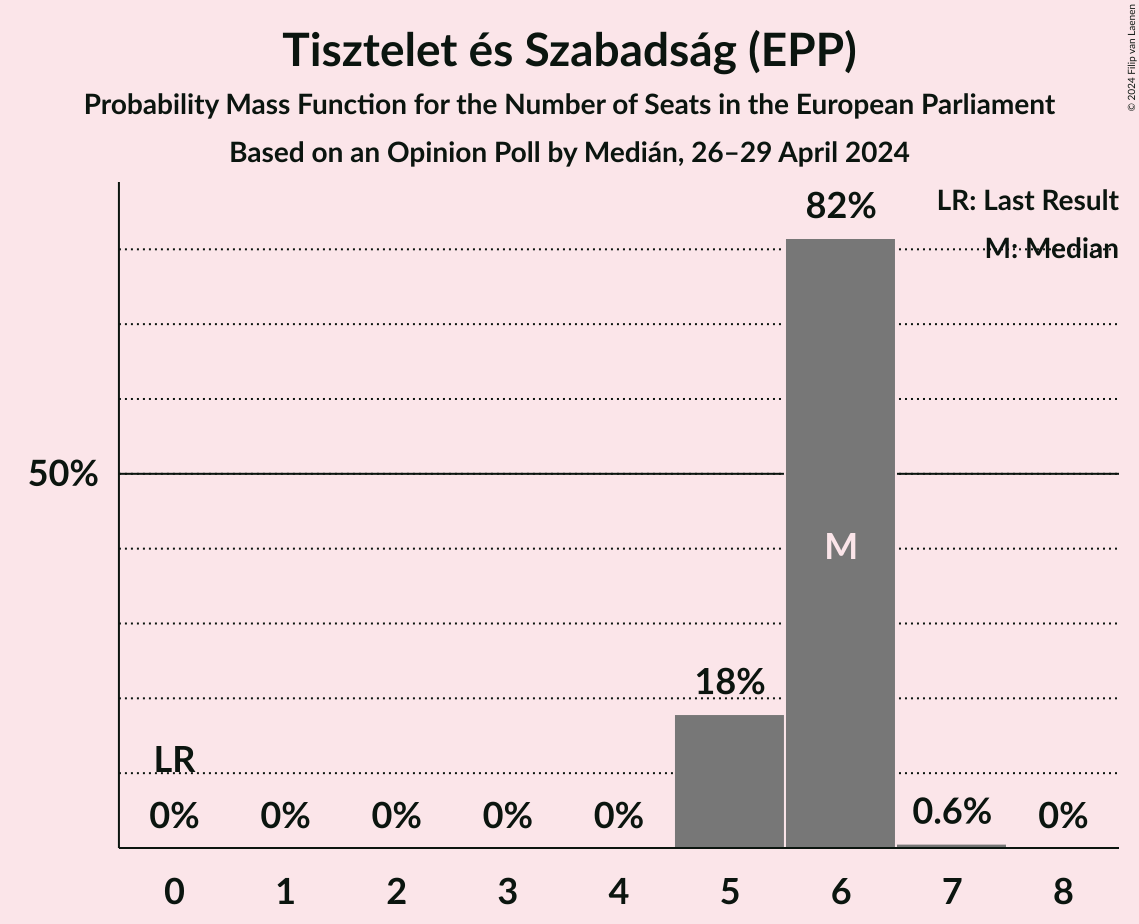 Tisztelet és Szabadság (EPP)
Probability Mass Function for the Number of Seats in the European Parliament
Based on an Opinion Poll by Medián, 26–29 April 2024
© 2024 Filip van Laenen
LR: Last Result
M: Median
82%
50%
M
18%
LR
0% 0% 0% 0% 0% 0.6% 0%
0 1 2 3 4 5 6 7 8